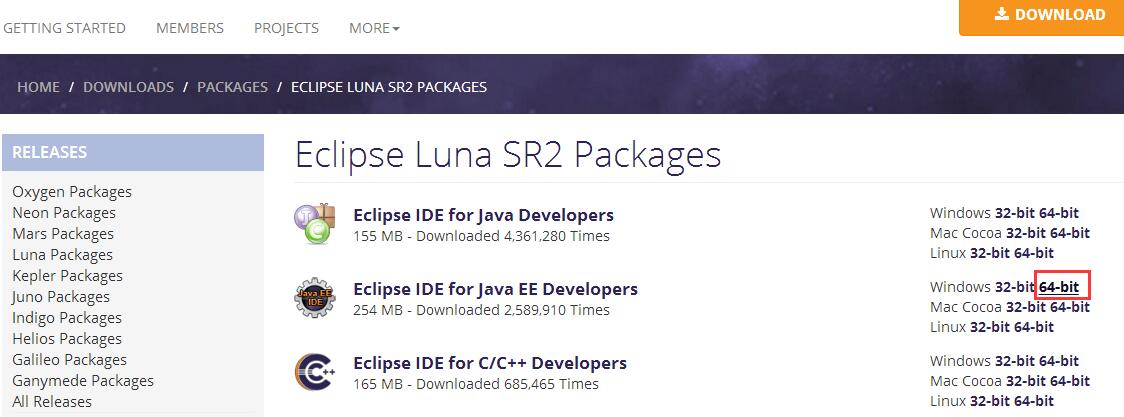 GETTING STARTED MEMBERS PROJECTS MORE
DOWNLOAD
HOME / DOWNLOADS / PACKAGES / ECLIPSE LUNA SR2 PACKAGES
RELEASES
Oxygen Packages
Neon Packages
Mars Packages
Luna Packages
Kepler Packages
Juno Packages
Indigo Packages
Helios Packages
Galileo Packages
Ganymede Packages
All Releases
Eclipse Luna SR2 Packages
J
C
Eclipse IDE for Java Developers
155 MB - Downloaded 4,361,280 Times
Windows 32-bit 64-bit
Mac Cocoa 32-bit 64-bit
Linux 32-bit 64-bit
Java EE
IDE
Eclipse IDE for Java EE Developers
254 MB - Downloaded 2,589,910 Times
Windows 32-bit 64-bit
Mac Cocoa 32-bit 64-bit
Linux 32-bit 64-bit
C++
Eclipse IDE for C/C++ Developers
165 MB - Downloaded 685,465 Times
Windows 32-bit 64-bit
Mac Cocoa 32-bit 64-bit
Linux 32-bit 64-bit